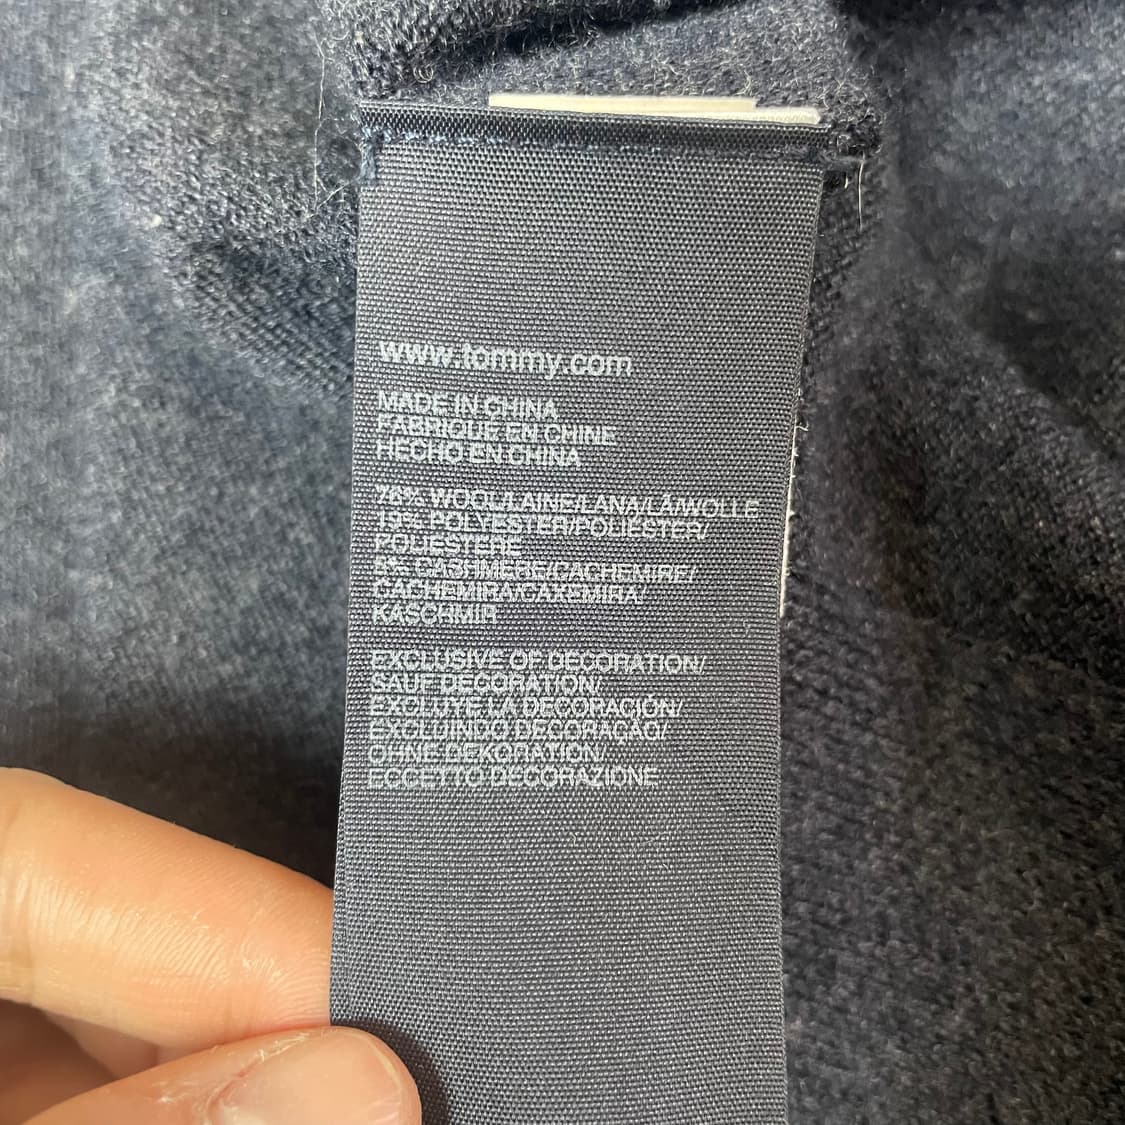 www.tommy.com
MADE IN CHINA
FABRIQUE EN CHINE
HECHO EN CHINA
76% WOOL/LAINE/LANA/LÃ/WOLLE
19% POLYESTER/POLIÉSTER/
POLIESTERE
5% CASHMERE/CACHEMIRE/
CACHEMIRA/CAXEMIRA/
KASCHMIR
EXCLUSIVE OF DECORATION/
SAUF DECORATION/
EXCLUYE LA DECORACIÓN/
EXCLUINDO DECORAÇÃO/
OHNE DEKORATION/
ECCETTO DECORAZIONE